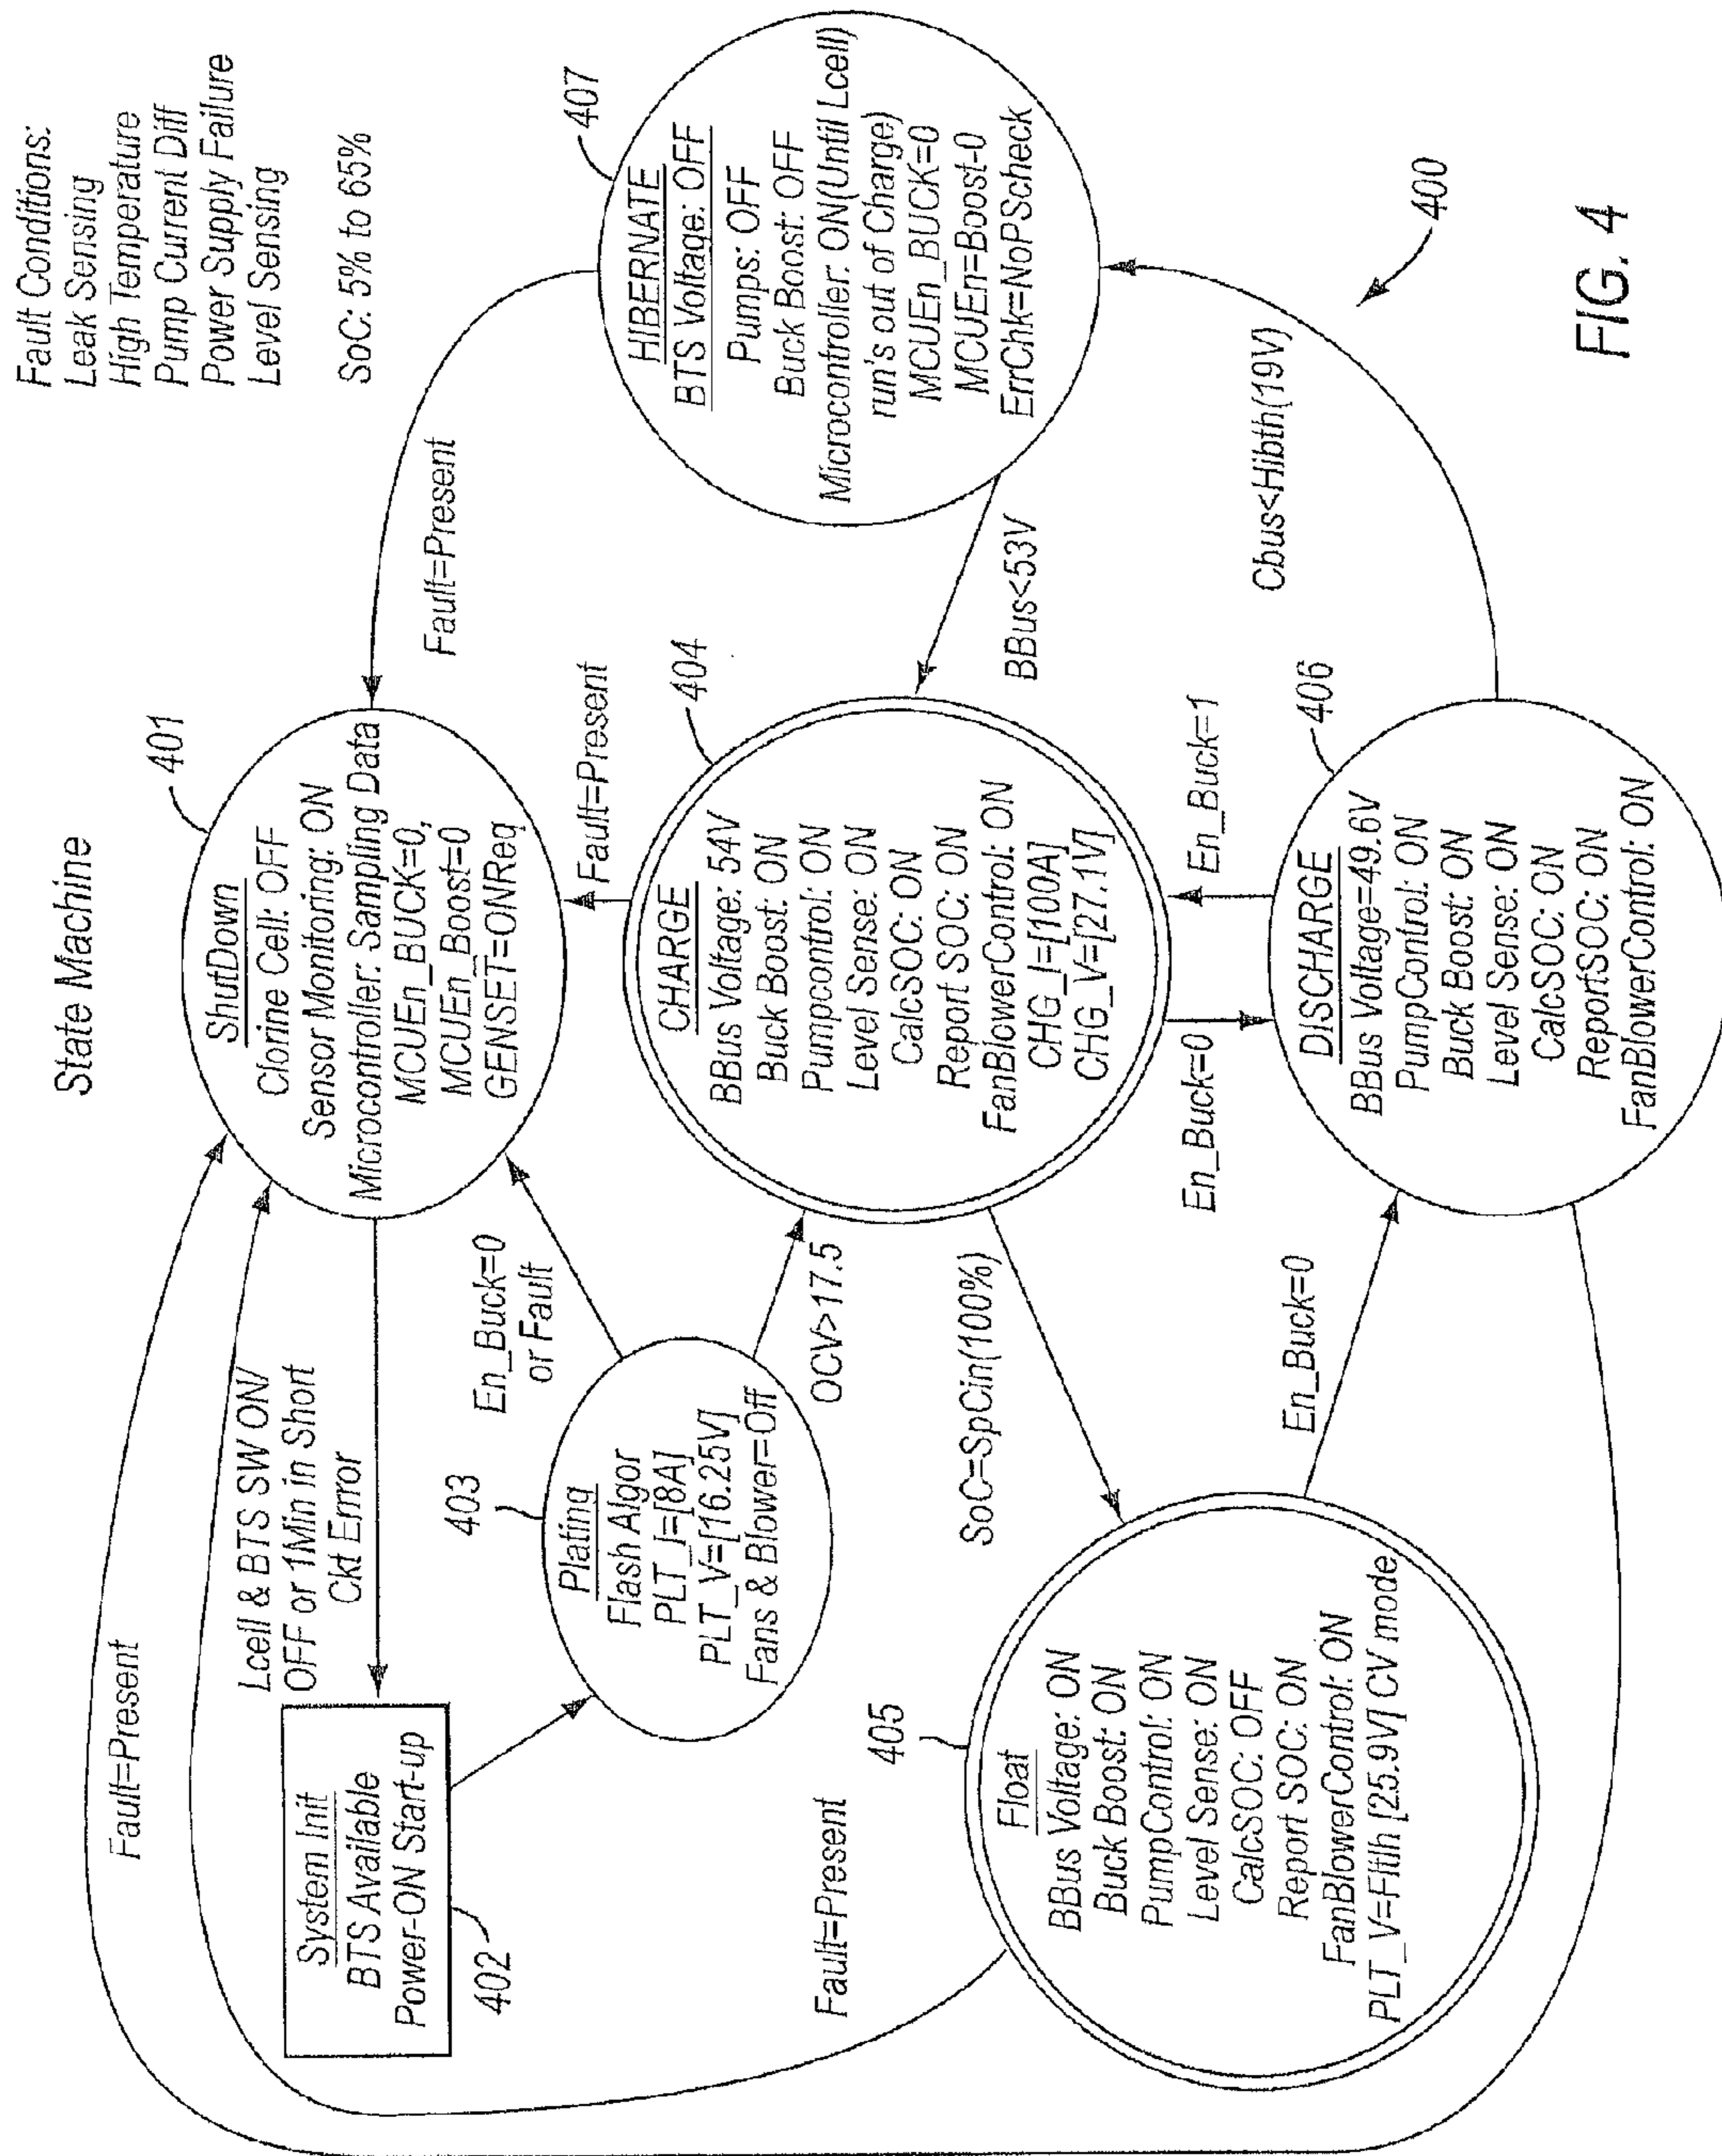 State Machine
Fault Conditions:
Leak Sensing
High Temperature
Pump Current Diff
Power Supply Failure
Level Sensing
SoC: 5% to 65%
Fault=Present
Lcell & BTS SW ON/
OFF or 1Min in Short
Ckt Error
401
ShutDown
Clorine Cell: OFF
Sensor Monitoring: ON
Microcontroller: Sampling Data
MCUEn_BUCK=0,
MCUEn_Boost=0
GENSET=ONReq
Fault=Present
System Init
BTS Available
Power-ON Start-up
402
403
Plating
Flash Algor
PLT_I=[8A]
PLT_V=[16.25V]
Fans & Blower=Off
En_Buck=0
or Fault
OCV>17.5
Fault=Present
404
CHARGE
BBus Voltage: 54V
Buck Boost: ON
Pumpcontrol: ON
Level Sense: ON
CalcSOC: ON
Report SOC: ON
FanBlowerControl: ON
CHG_I=[100A]
CHG_V=[27.1V]
BBus<53V
407
HIBERNATE
BTS Voltage: OFF
Pumps: OFF
Buck Boost: OFF
Microcontroller: ON(Until Lcell)
run's out of Charge)
MCUEn_BUCK=0
MCUEn=Boost-0
ErrChk=NoPScheck
Fault=Present
405
Float
BBus Voltage: ON
Buck Boost: ON
PumpControl: ON
Level Sense: ON
CalcSOC: OFF
Report SOC: ON
FanBlowerControl: ON
PLT_V=Fltlh [25.9V] CV mode
SoC=SpCin(100%)
En_Buck=0
En_Buck=0
En_Buck=1
406
DISCHARGE
BBus Voltage=49.6V
PumpControl: ON
Buck Boost: ON
Level Sense: ON
CalcSOC: ON
ReportSOC: ON
FanBlowerControl: ON
Cbus<Hibth(19V)
400
FIG. 4